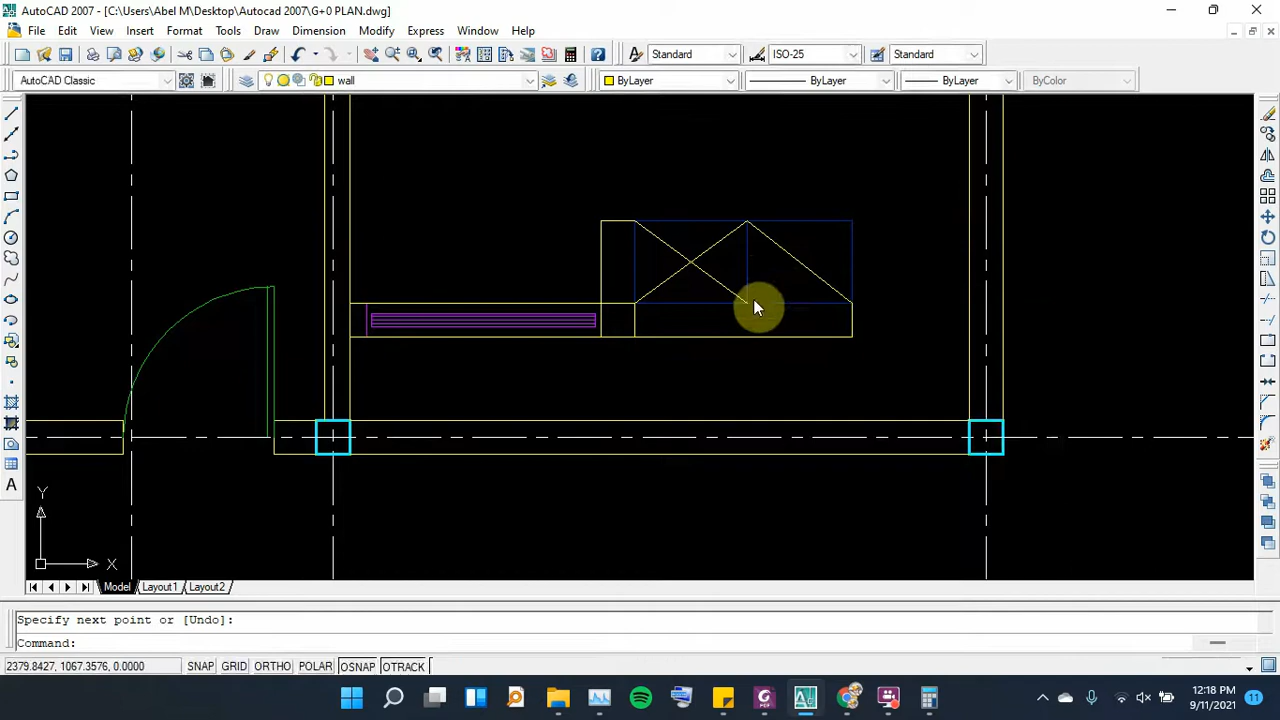 AutoCAD 2007 - [C:\Users\Abel M\Desktop\Autocad 2007\G+0 PLAN.dwg]
File Edit View Insert Format Tools Draw Dimension Modify Express Window Help
Standard ISO-25 Standard
AutoCAD Classic wall ByLayer ByLayer ByLayer ByColor
Y
X
Model Layout1 Layout2
Specify next point or [Undo]:
Command:
2379.8427, 1067.3576, 0.0000 SNAP GRID ORTHO POLAR OSNAP OTRACK
12:18 PM
9/11/2021
11